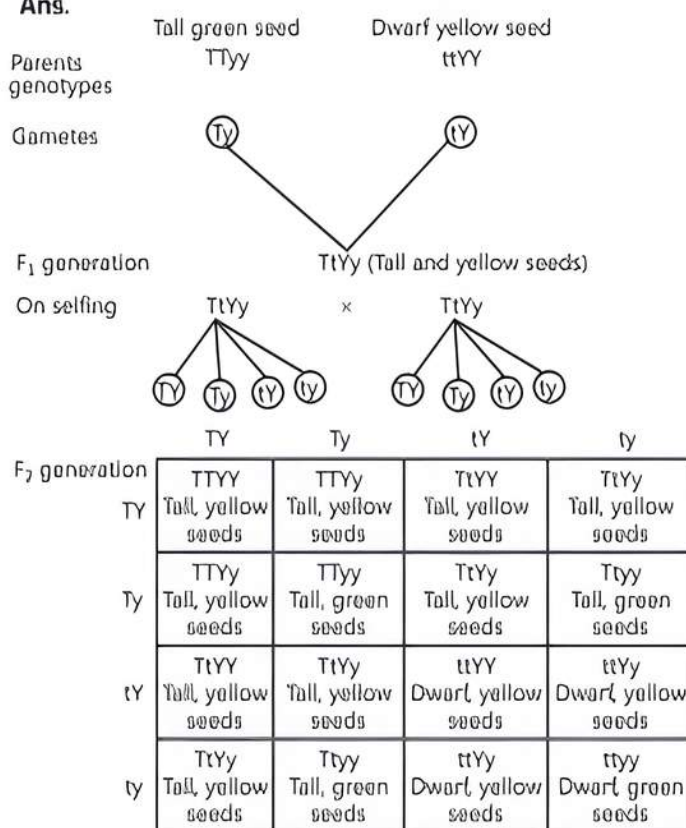 Ans.
Tall green seed Dwarf yellow seed
Parents TTyy ttYY
genotypes
Gametes Ty tY
F₁ generation TtYy (Tall and yellow seeds)
On selfing TtYy × TtYy
TY Ty tY ty TY Ty tY ty
TY Ty tY ty
F₂ generation
TTYY TTYy TtYY TtYy
TY Tall, yellow Tall, yellow Tall, yellow Tall, yellow
seeds seeds seeds seeds
TTYy TTyy TtYy Ttyy
Ty Tall, yellow Tall, green Tall, yellow Tall, green
seeds seeds seeds seeds
TtYY TtYy ttYY ttYy
tY Tall, yellow Tall, yellow Dwarf, yellow Dwarf, yellow
seeds seeds seeds seeds
TtYy Ttyy ttYy ttyy
ty Tall, yellow Tall, green Dwarf, yellow Dwarf, green
seeds seeds seeds seeds